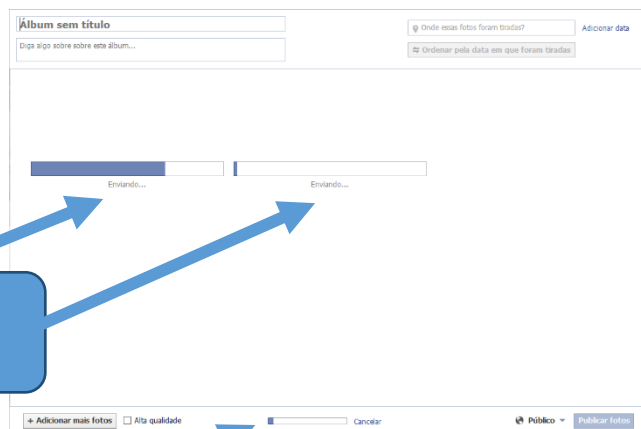 Álbum sem título
Onde essas fotos foram tiradas?
Adicionar data
Diga algo sobre sobre este álbum...
Ordenar pela data em que foram tiradas
Enviando...
Enviando...
+ Adicionar mais fotos
Alta qualidade
Cancelar
Público
Publicar fotos